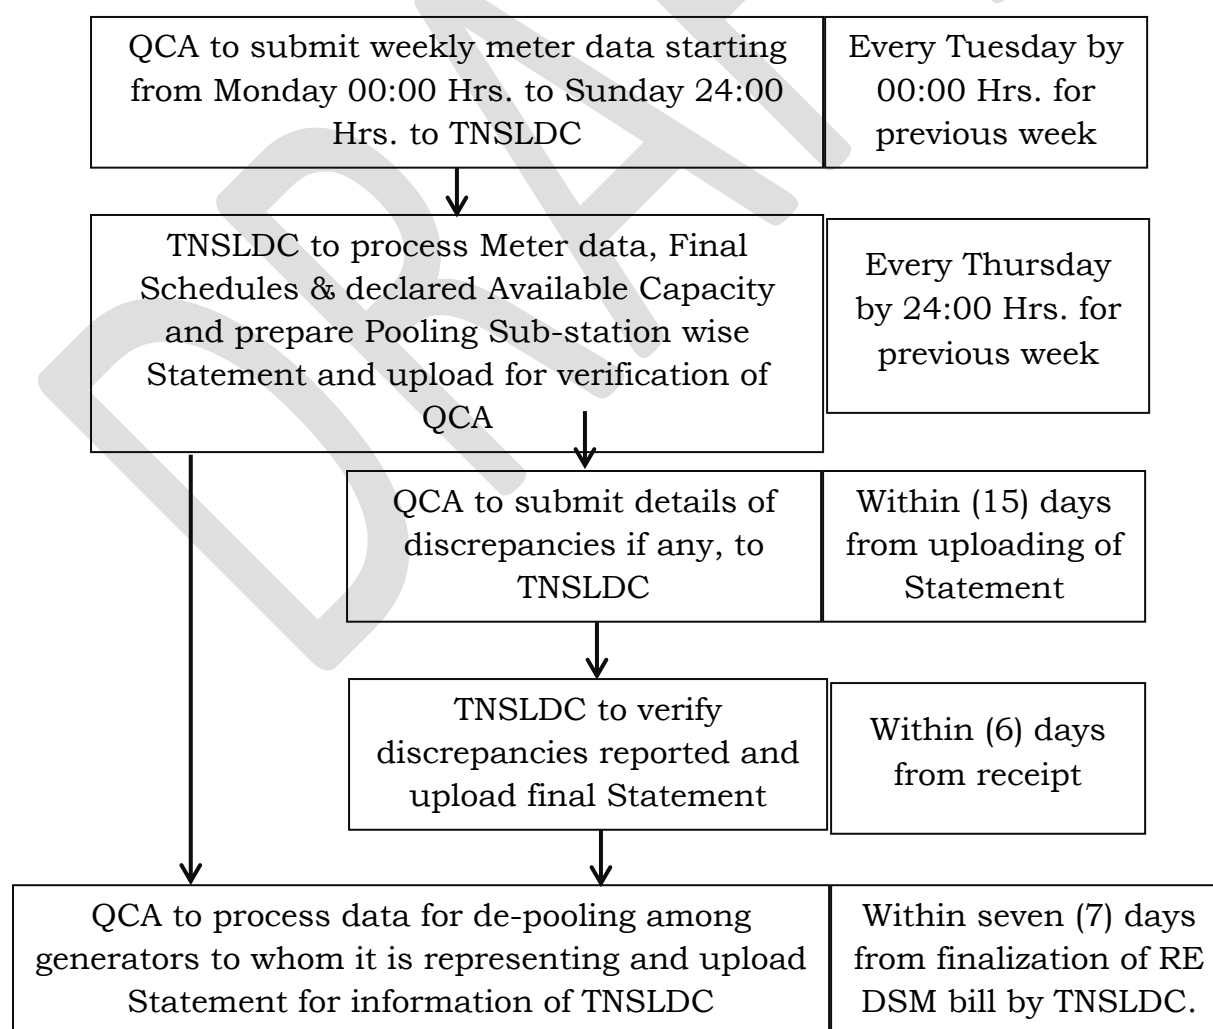 QCA to submit weekly meter data starting
from Monday 00:00 Hrs. to Sunday 24:00
Hrs. to TNSLDC
Every Tuesday by
00:00 Hrs. for
previous week
TNSLDC to process Meter data, Final
Schedules & declared Available Capacity
and prepare Pooling Sub-station wise
Statement and upload for verification of
QCA
Every Thursday
by 24:00 Hrs. for
previous week
QCA to submit details of
discrepancies if any, to
TNSLDC
Within (15) days
from uploading of
Statement
TNSLDC to verify
discrepancies reported and
upload final Statement
Within (6) days
from receipt
QCA to process data for de-pooling among
generators to whom it is representing and upload
Statement for information of TNSLDC
Within seven (7) days
from finalization of RE
DSM bill by TNSLDC.